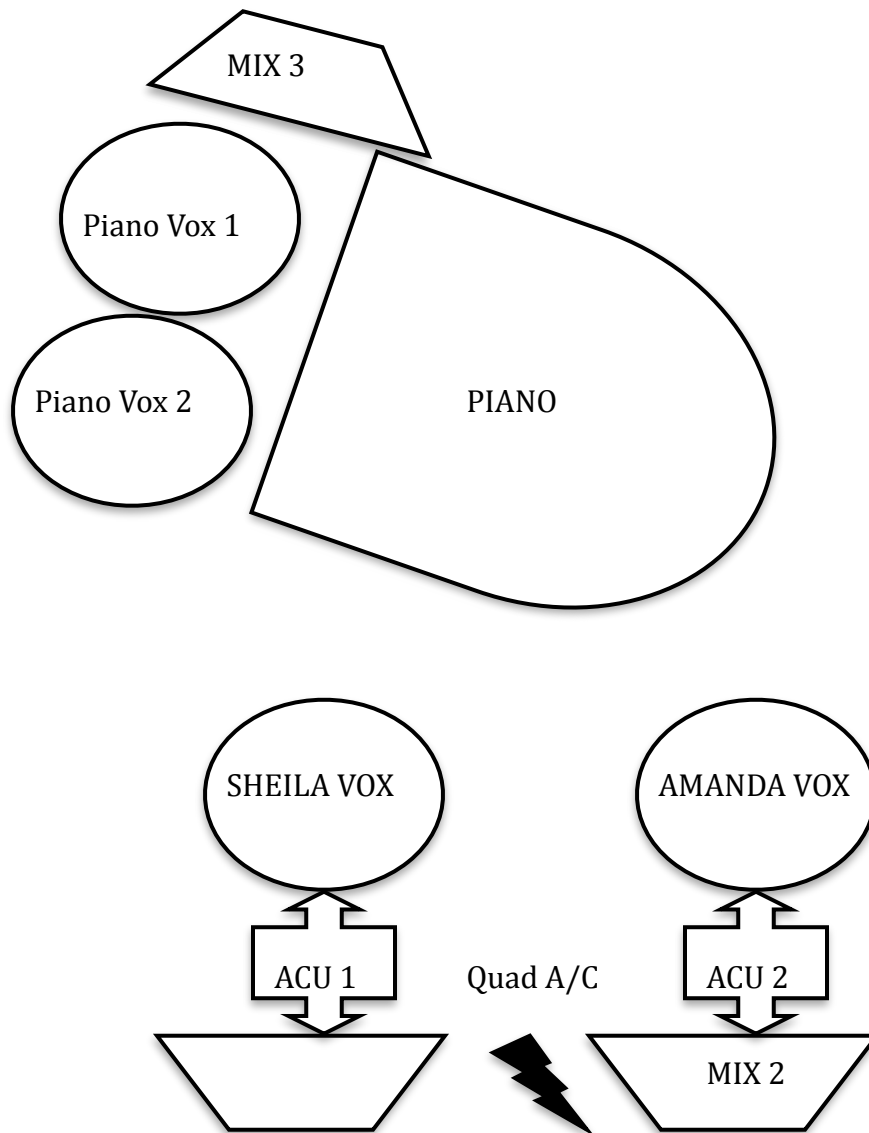 MIX 3
Piano Vox 1
Piano Vox 2
PIANO
SHEILA VOX
AMANDA VOX
ACU 1
Quad A/C
ACU 2
MIX 2